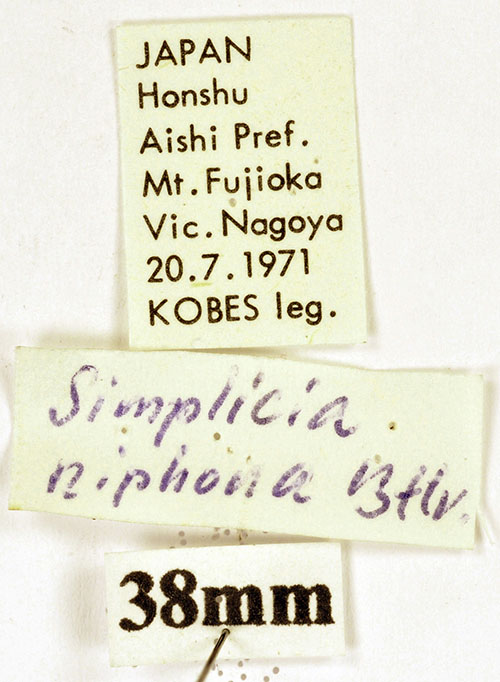 JAPAN
Honshu
Aishi Pref.
Mt. Fujioka
Vic. Nagoya
20.7.1971
KOBES leg.
Simplicia
niphona Btlr.
38mm